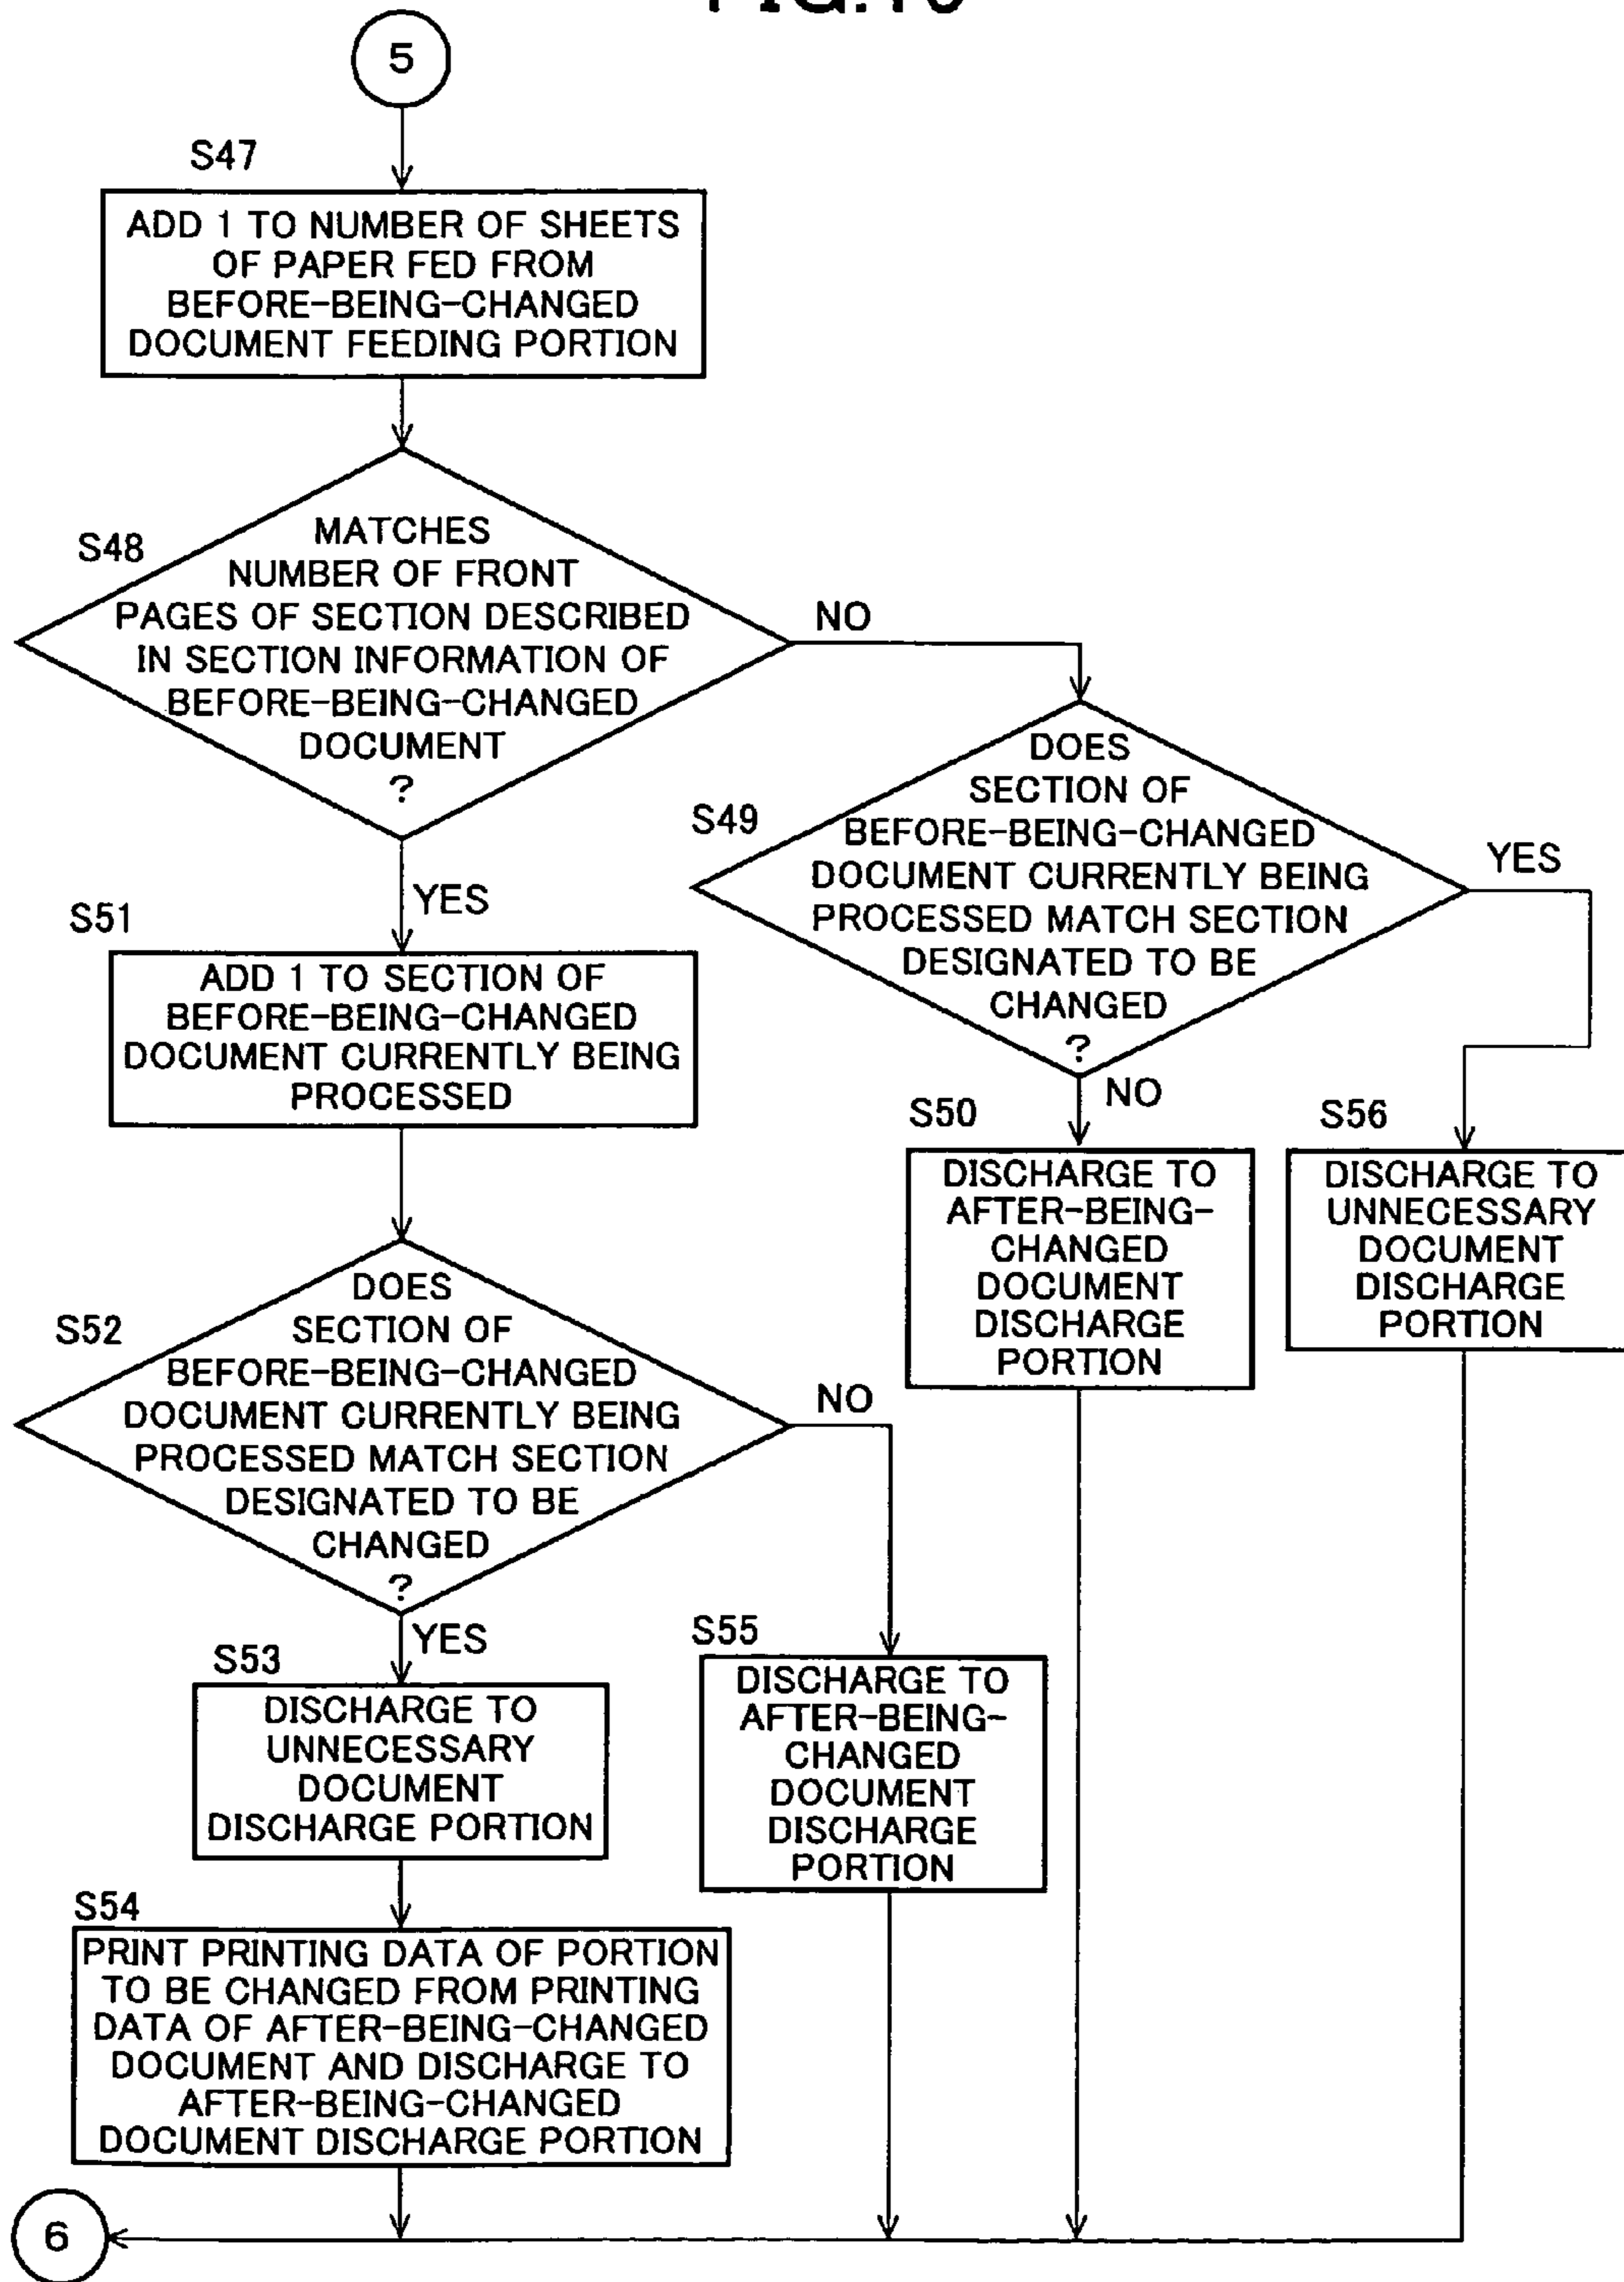 5
S47
ADD 1 TO NUMBER OF SHEETS
OF PAPER FED FROM
BEFORE-BEING-CHANGED
DOCUMENT FEEDING PORTION
S48
MATCHES
NUMBER OF FRONT
PAGES OF SECTION DESCRIBED
IN SECTION INFORMATION OF
BEFORE-BEING-CHANGED
DOCUMENT
?
NO
YES
S49
DOES
SECTION OF
BEFORE-BEING-CHANGED
DOCUMENT CURRENTLY BEING
PROCESSED MATCH SECTION
DESIGNATED TO BE
CHANGED
?
YES
NO
S51
ADD 1 TO SECTION OF
BEFORE-BEING-CHANGED
DOCUMENT CURRENTLY BEING
PROCESSED
S50
DISCHARGE TO
AFTER-BEING-
CHANGED
DOCUMENT
DISCHARGE
PORTION
S56
DISCHARGE TO
UNNECESSARY
DOCUMENT
DISCHARGE
PORTION
S52
DOES
SECTION OF
BEFORE-BEING-CHANGED
DOCUMENT CURRENTLY BEING
PROCESSED MATCH SECTION
DESIGNATED TO BE
CHANGED
?
NO
YES
S53
DISCHARGE TO
UNNECESSARY
DOCUMENT
DISCHARGE PORTION
S55
DISCHARGE TO
AFTER-BEING-
CHANGED
DOCUMENT
DISCHARGE
PORTION
S54
PRINT PRINTING DATA OF PORTION
TO BE CHANGED FROM PRINTING
DATA OF AFTER-BEING-CHANGED
DOCUMENT AND DISCHARGE TO
AFTER-BEING-CHANGED
DOCUMENT DISCHARGE PORTION
6